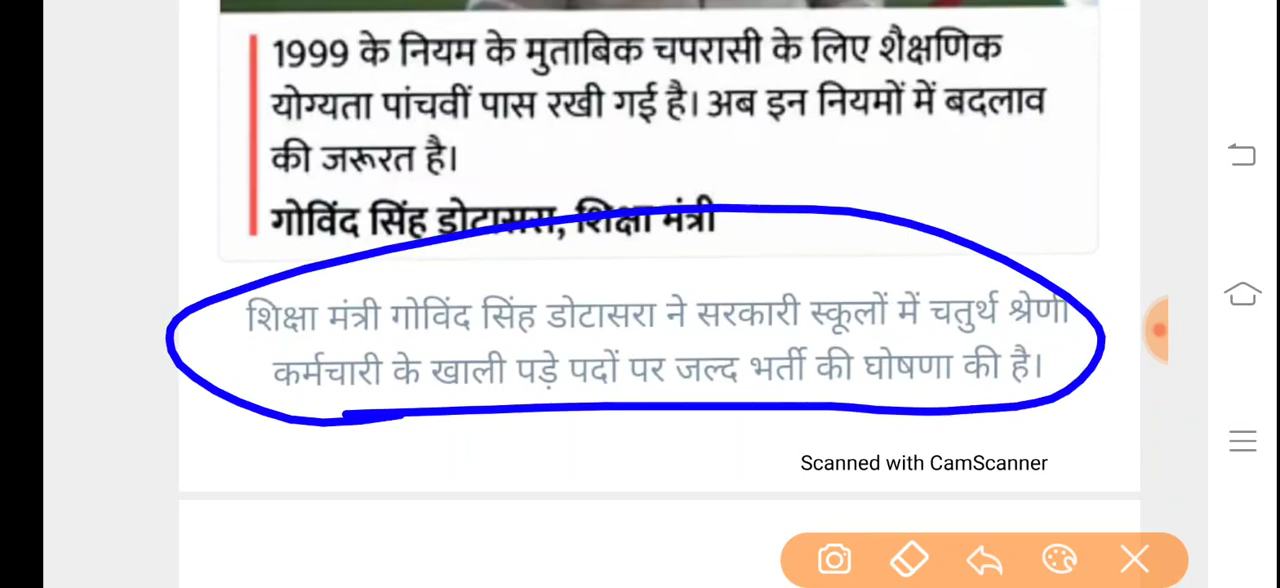 1999 के नियम के मुताबिक चपरासी के लिए शैक्षणिक
योग्यता पांचवीं पास रखी गई है। अब इन नियमों में बदलाव
की जरूरत है।
गोविंद सिंह डोटासरा, शिक्षा मंत्री
शिक्षा मंत्री गोविंद सिंह डोटासरा ने सरकारी स्कूलों में चतुर्थ श्रेणी
कर्मचारी के खाली पड़े पदों पर जल्द भर्ती की घोषणा की है।
Scanned with CamScanner